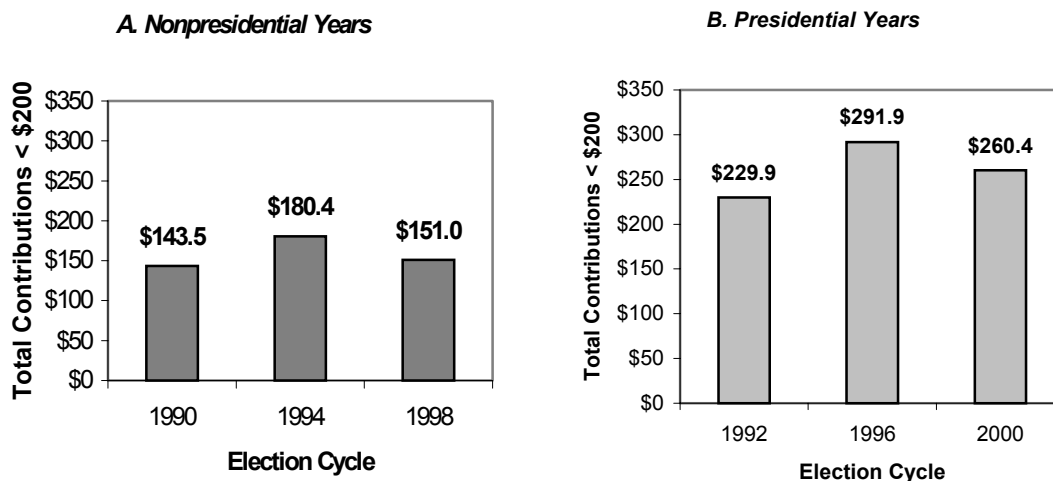 A. Nonpresidential Years
Total Contributions < $200
$350
$300
$250
$200
$150
$100
$50
$0
$143.5
$180.4
$151.0
1990 1994 1998
Election Cycle
B. Presidential Years
Total Contributions < $200
$350
$300
$250
$200
$150
$100
$50
$0
$229.9
$291.9
$260.4
1992 1996 2000
Election Cycle